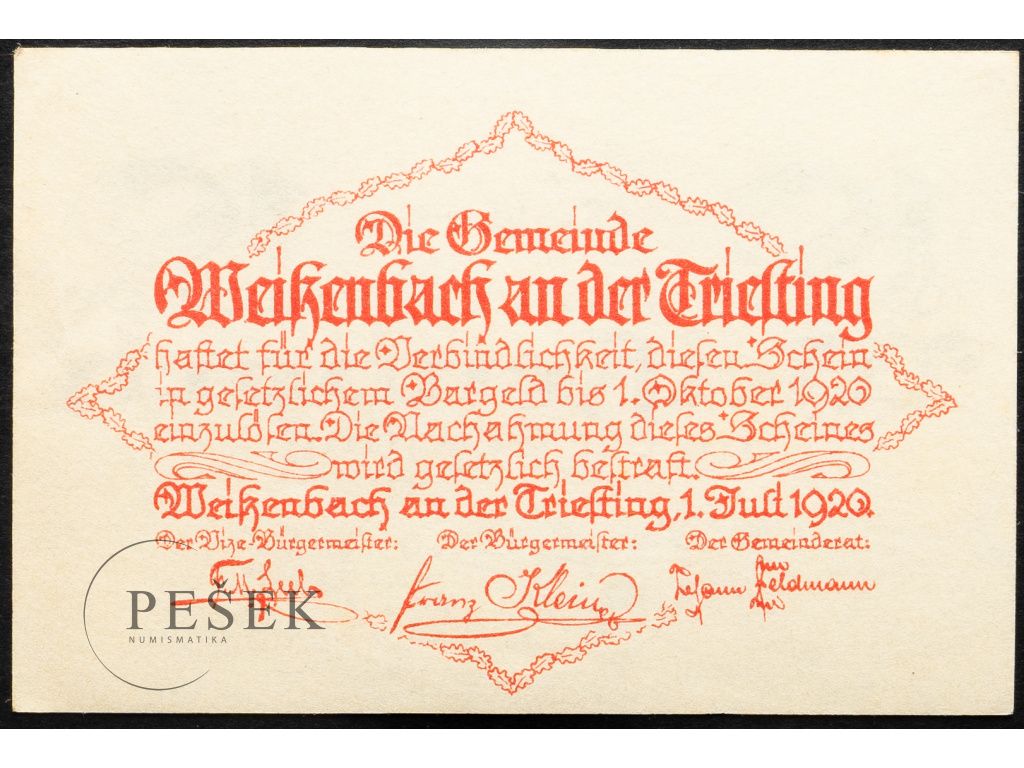 Die Gemeinde
Weißenbach an der Triesting
haftet für die Verbindlichkeit, diesen Schein
in gesetzlichem Bargeld bis 1. Oktober 1920
einzulösen. Die Nachahmung dieses Scheines
wird gesetzlich bestraft.
Weißenbach an der Triesting, 1. Juli 1920.
Der Vize-Bürgermeister: Der Bürgermeister: Der Gemeinderat:
Franz Klein Johann Feldmann
PEŠEK
NUMISMATIKA